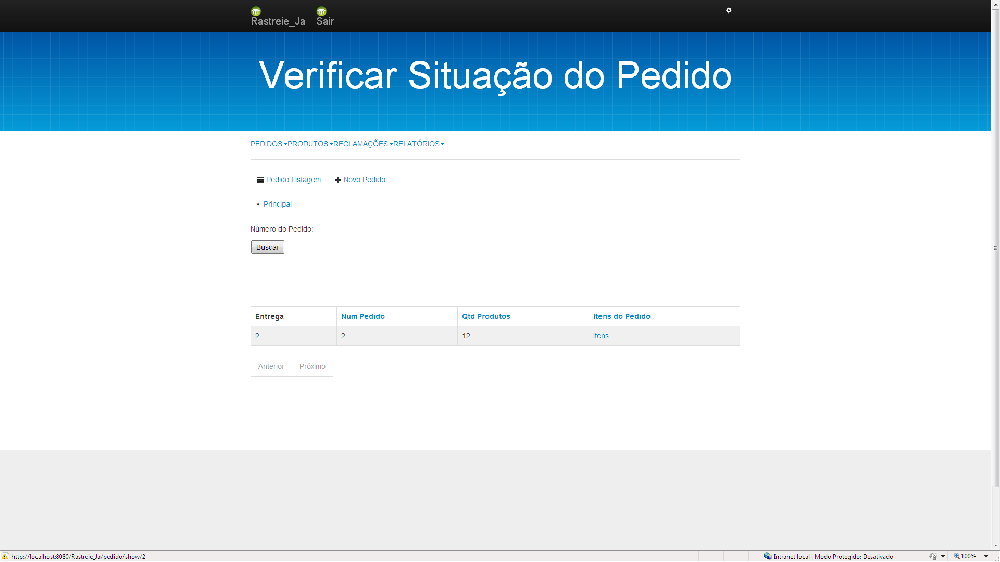 Rastreie_Ja Sair
Verificar Situação do Pedido
PEDIDOS PRODUTOS RECLAMAÇÕES RELATÓRIOS
Pedido Listagem Novo Pedido
• Principal
Número do Pedido:
Buscar
Entrega Num Pedido Qtd Produtos Itens do Pedido
2 2 12 Itens
Anterior Próximo
http://localhost:8080/Rastreie_Ja/pedido/show/2 Intranet local | Modo Protegido: Desativado 100%